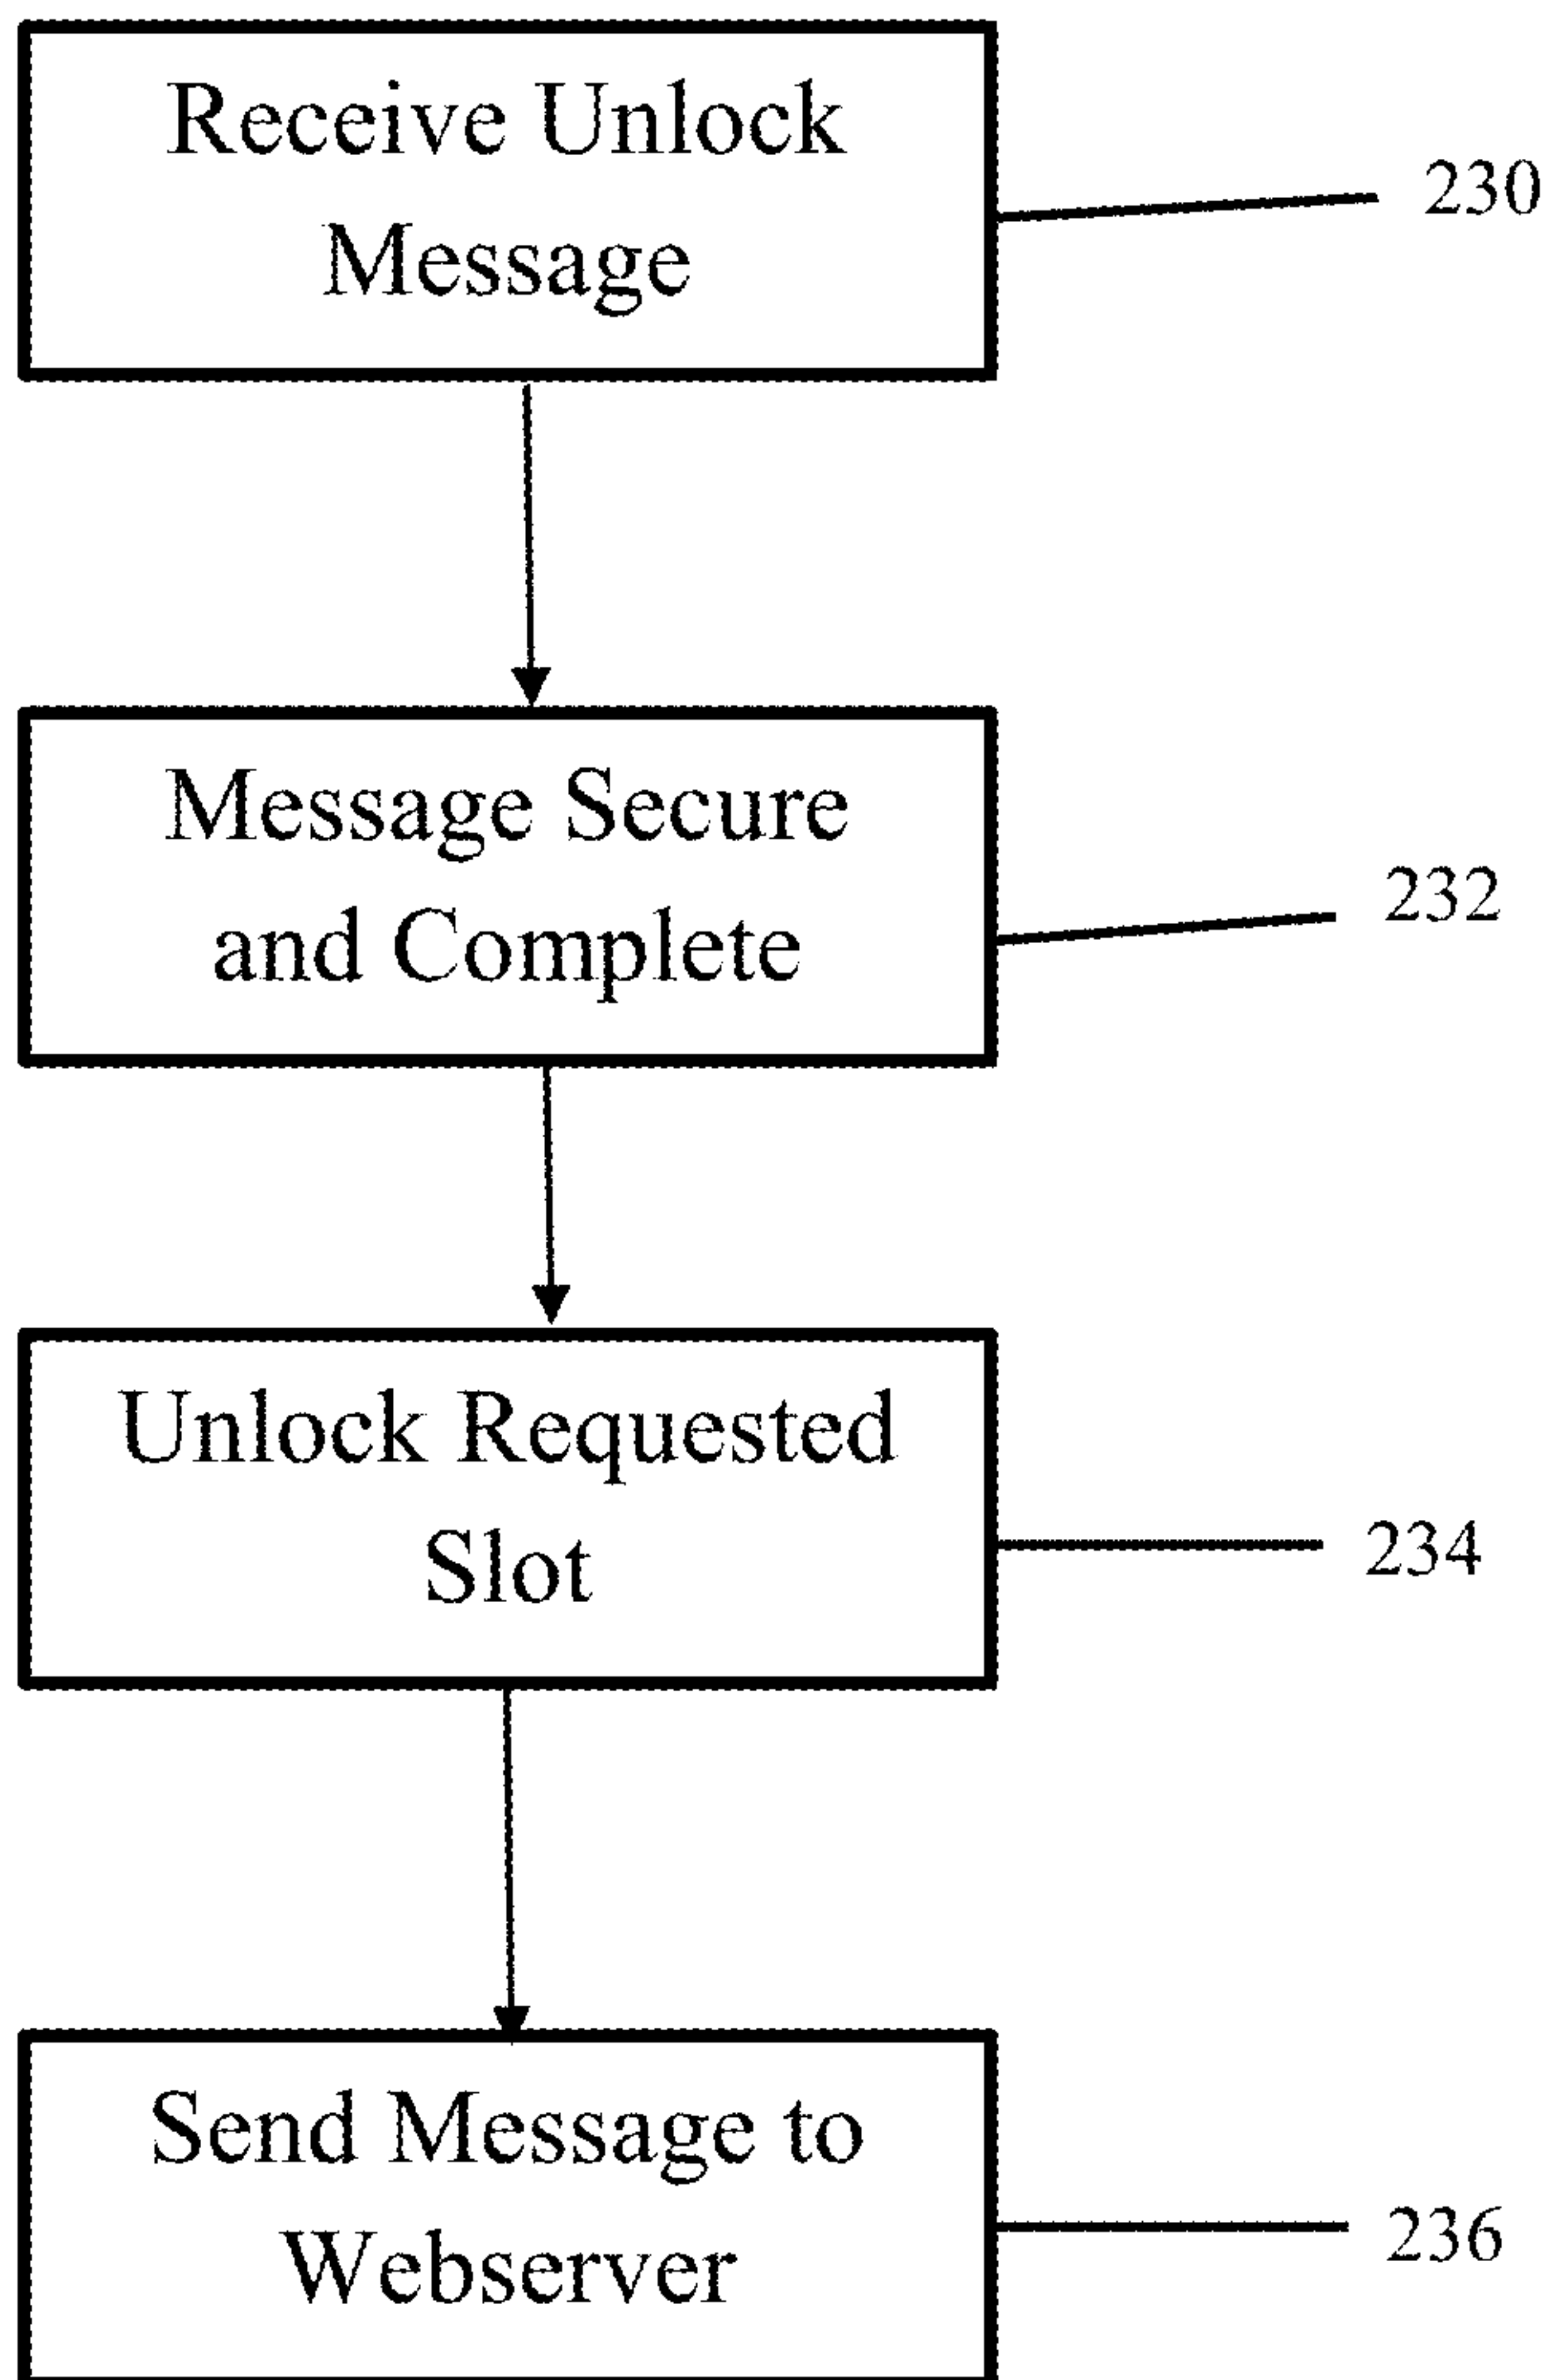 Receive Unlock
Message
230
Message Secure
and Complete
232
Unlock Requested
Slot
234
Send Message to
Webserver
236